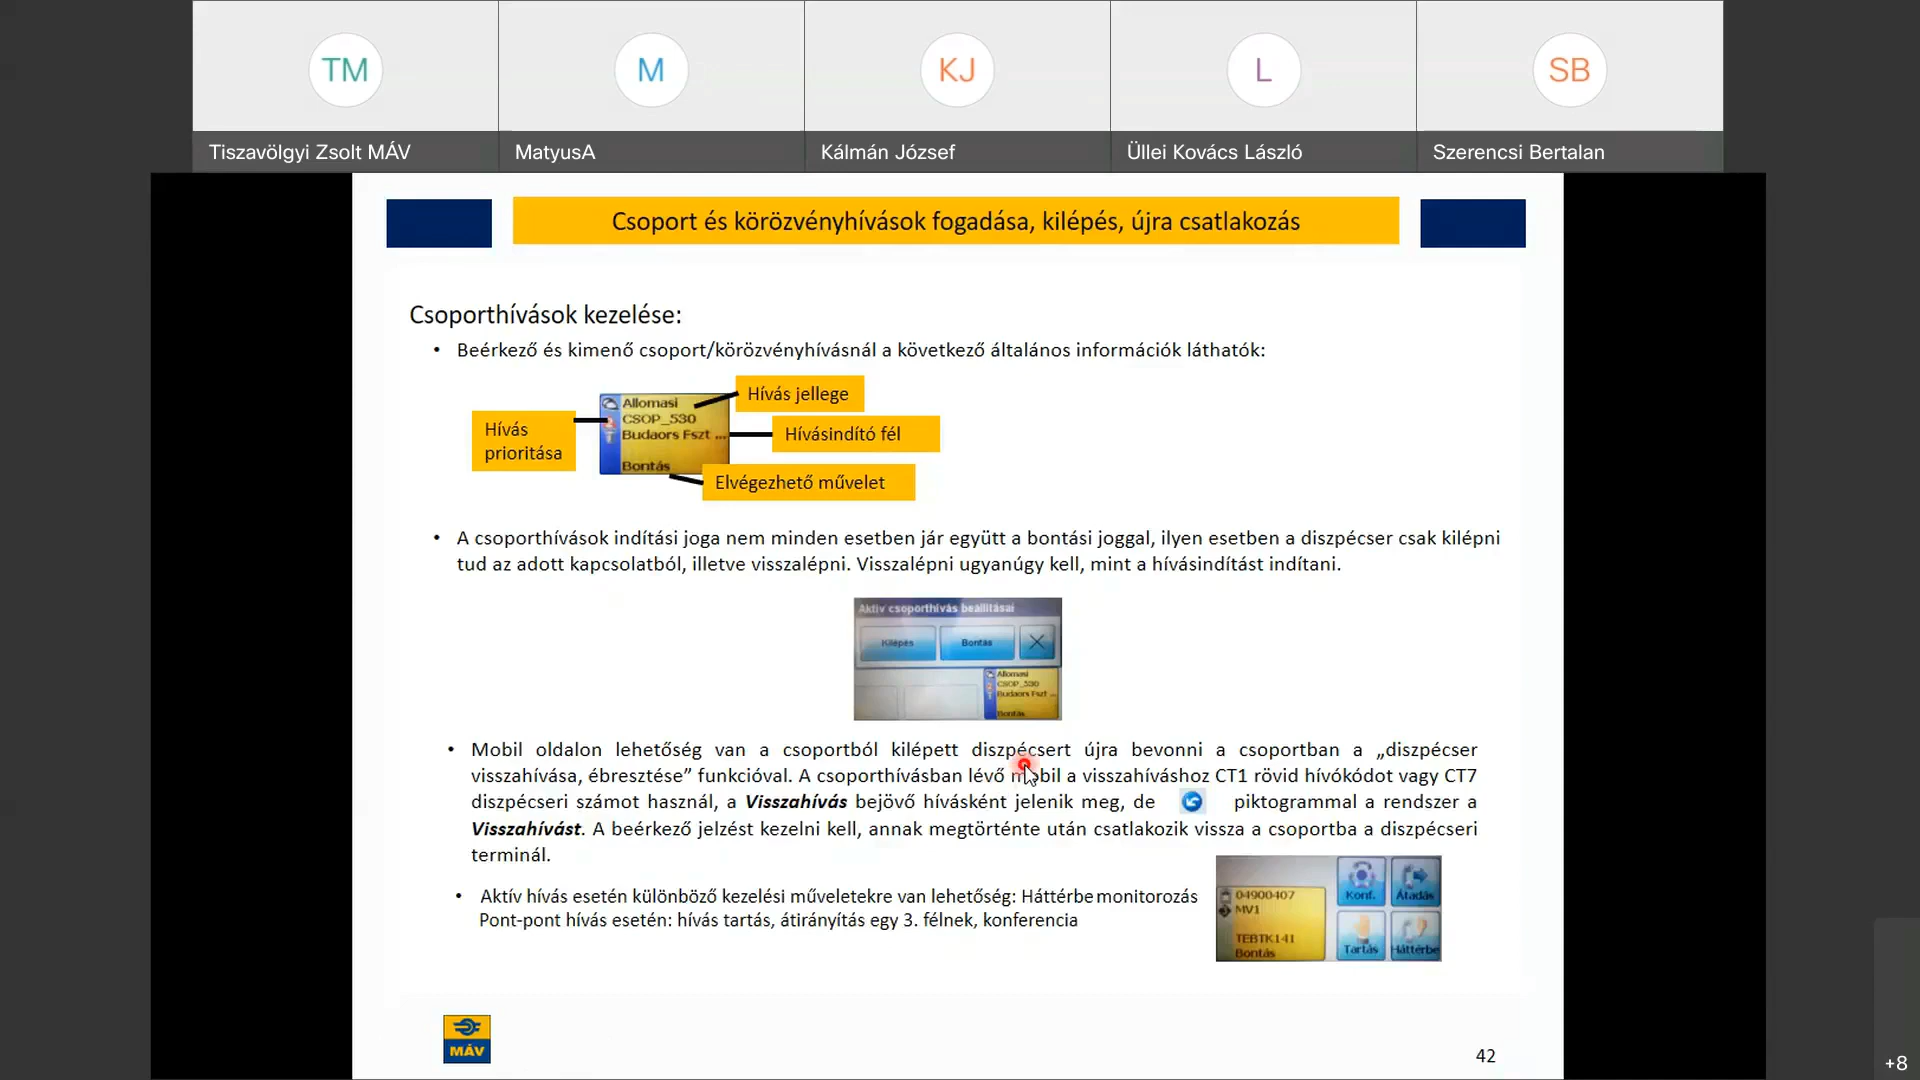 TM
M
KJ
L
SB
Tiszavölgyi Zsolt MÁV
MatyusA
Kálmán József
Üllei Kovács László
Szerencsi Bertalan
Csoport és körözvényhívások fogadása, kilépés, újra csatlakozás
Csoporthívások kezelése:
• Beérkező és kimenő csoport/körözvényhívásnál a következő általános információk láthatók:
Hívás jellege
Allomasi
CSOP_530
Budaors Fszt ...
Bontás
Hívás
prioritása
Hívásindító fél
Elvégezhető művelet
• A csoporthívások indítási joga nem minden esetben jár együtt a bontási joggal, ilyen esetben a diszpécser csak kilépni
tud az adott kapcsolatból, illetve visszalépni. Visszalépni ugyanúgy kell, mint a hívásindítást indítani.
Aktív csoporthívás beállításai
Kilépés
Bontás
Allomasi
CSOP_530
Budaors Fszt ...
Bontás
• Mobil oldalon lehetőség van a csoportból kilépett diszpécsert újra bevonni a csoportban a „diszpécser
visszahívása, ébresztése” funkcióval. A csoporthívásban lévő mobil a visszahíváshoz CT1 rövid hívókódot vagy CT7
diszpécseri számot használ, a Visszahívás bejövő hívásként jelenik meg, de piktogrammal a rendszer a
Visszahívást. A beérkező jelzést kezelni kell, annak megtörténte után csatlakozik vissza a csoportba a diszpécseri
terminál.
• Aktív hívás esetén különböző kezelési műveletekre van lehetőség: Háttérbe monitorozás
Pont-pont hívás esetén: hívás tartás, átirányítás egy 3. félnek, konferencia
04900407
MV1
TEBTK141
Bontás
Konf.
Átadás
Tartás
Háttérbe
MÁV
42
+8